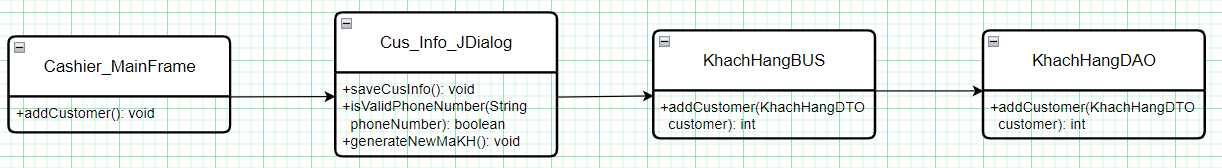 Cashier_MainFrame
+addCustomer(): void
Cus_Info_JDialog
+saveCusInfo(): void
+isValidPhoneNumber(String
phoneNumber): boolean
+generateNewMaKH(): void
KhachHangBUS
+addCustomer(KhachHangDTO
customer): int
KhachHangDAO
+addCustomer(KhachHangDTO
customer): int